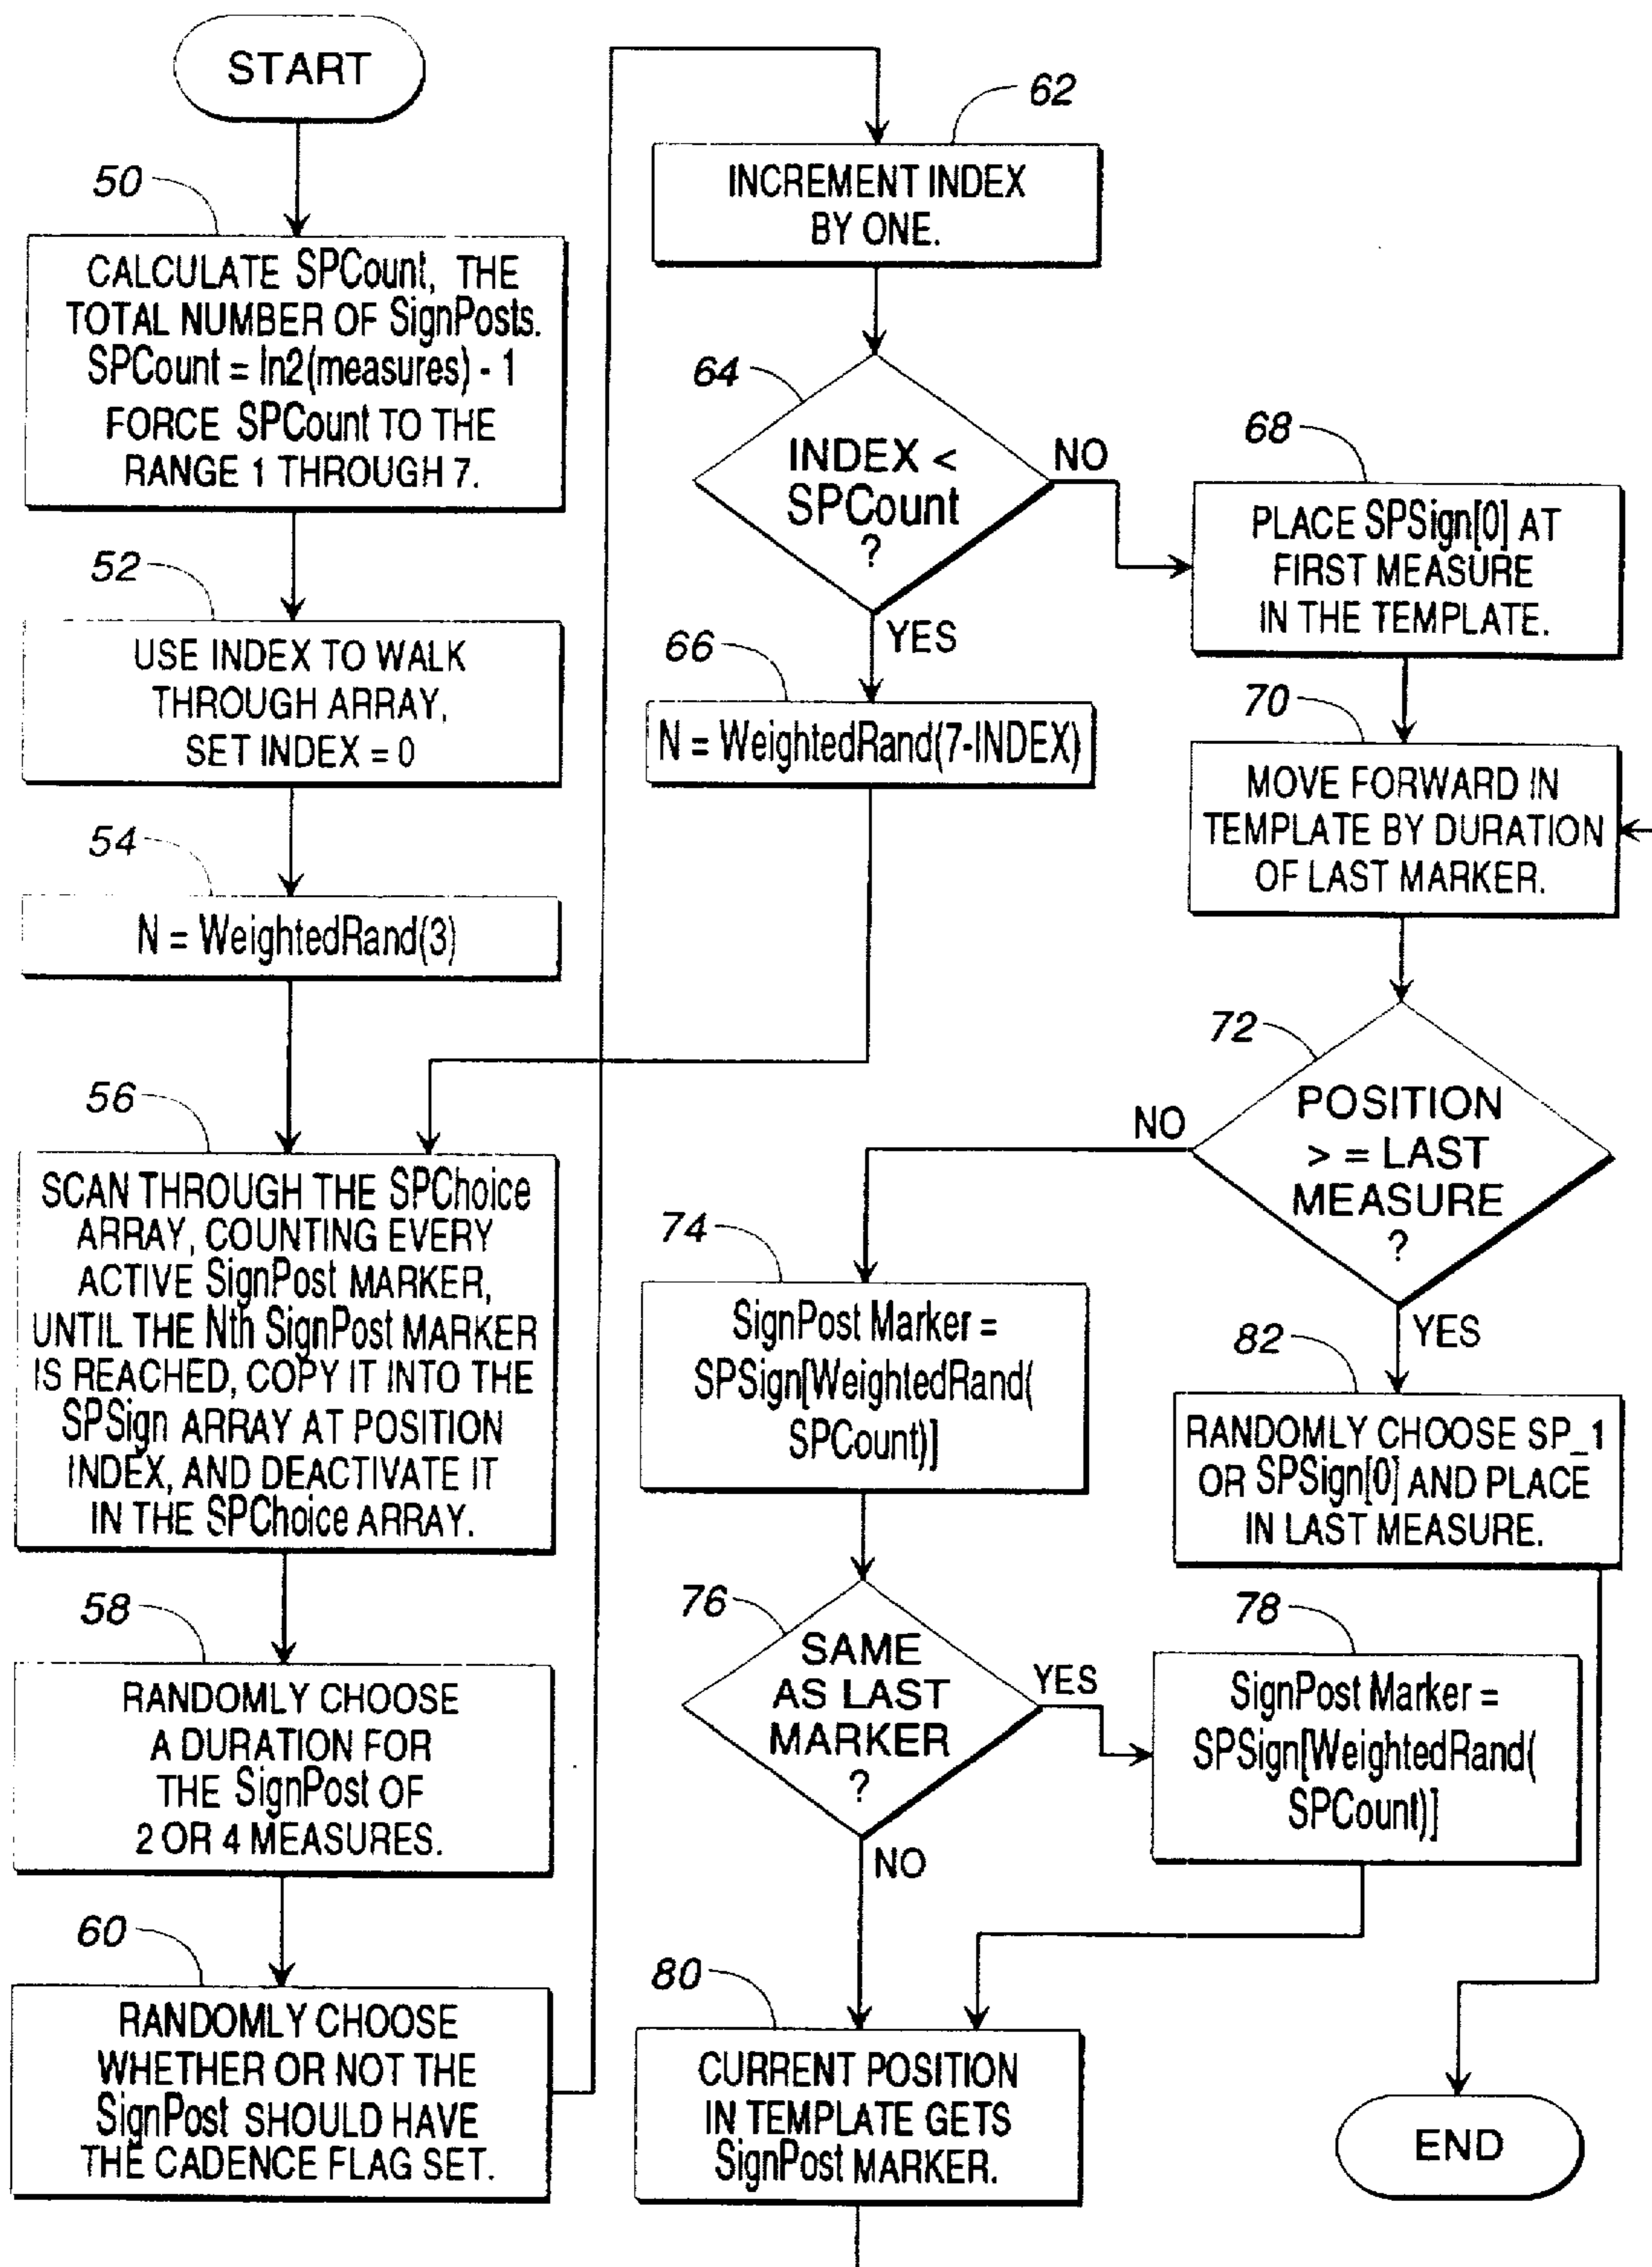 START
50
CALCULATE SPCount, THE
TOTAL NUMBER OF SignPosts.
SPCount = ln2(measures) - 1
FORCE SPCount TO THE
RANGE 1 THROUGH 7.
52
USE INDEX TO WALK
THROUGH ARRAY,
SET INDEX = 0
54
N = WeightedRand(3)
56
SCAN THROUGH THE SPChoice
ARRAY, COUNTING EVERY
ACTIVE SignPost MARKER,
UNTIL THE Nth SignPost MARKER
IS REACHED, COPY IT INTO THE
SPSign ARRAY AT POSITION
INDEX, AND DEACTIVATE IT
IN THE SPChoice ARRAY.
58
RANDOMLY CHOOSE
A DURATION FOR
THE SignPost OF
2 OR 4 MEASURES.
60
RANDOMLY CHOOSE
WHETHER OR NOT THE
SignPost SHOULD HAVE
THE CADENCE FLAG SET.
62
INCREMENT INDEX
BY ONE.
64
INDEX <
SPCount
?
NO
YES
66
N = WeightedRand(7-INDEX)
68
PLACE SPSign[0] AT
FIRST MEASURE
IN THE TEMPLATE.
70
MOVE FORWARD IN
TEMPLATE BY DURATION
OF LAST MARKER.
72
POSITION
> = LAST
MEASURE
?
NO
YES
74
SignPost Marker =
SPSign[WeightedRand(
SPCount)]
76
SAME
AS LAST
MARKER
?
YES
NO
78
SignPost Marker =
SPSign[WeightedRand(
SPCount)]
80
CURRENT POSITION
IN TEMPLATE GETS
SignPost MARKER.
82
RANDOMLY CHOOSE SP_1
OR SPSign[0] AND PLACE
IN LAST MEASURE.
END